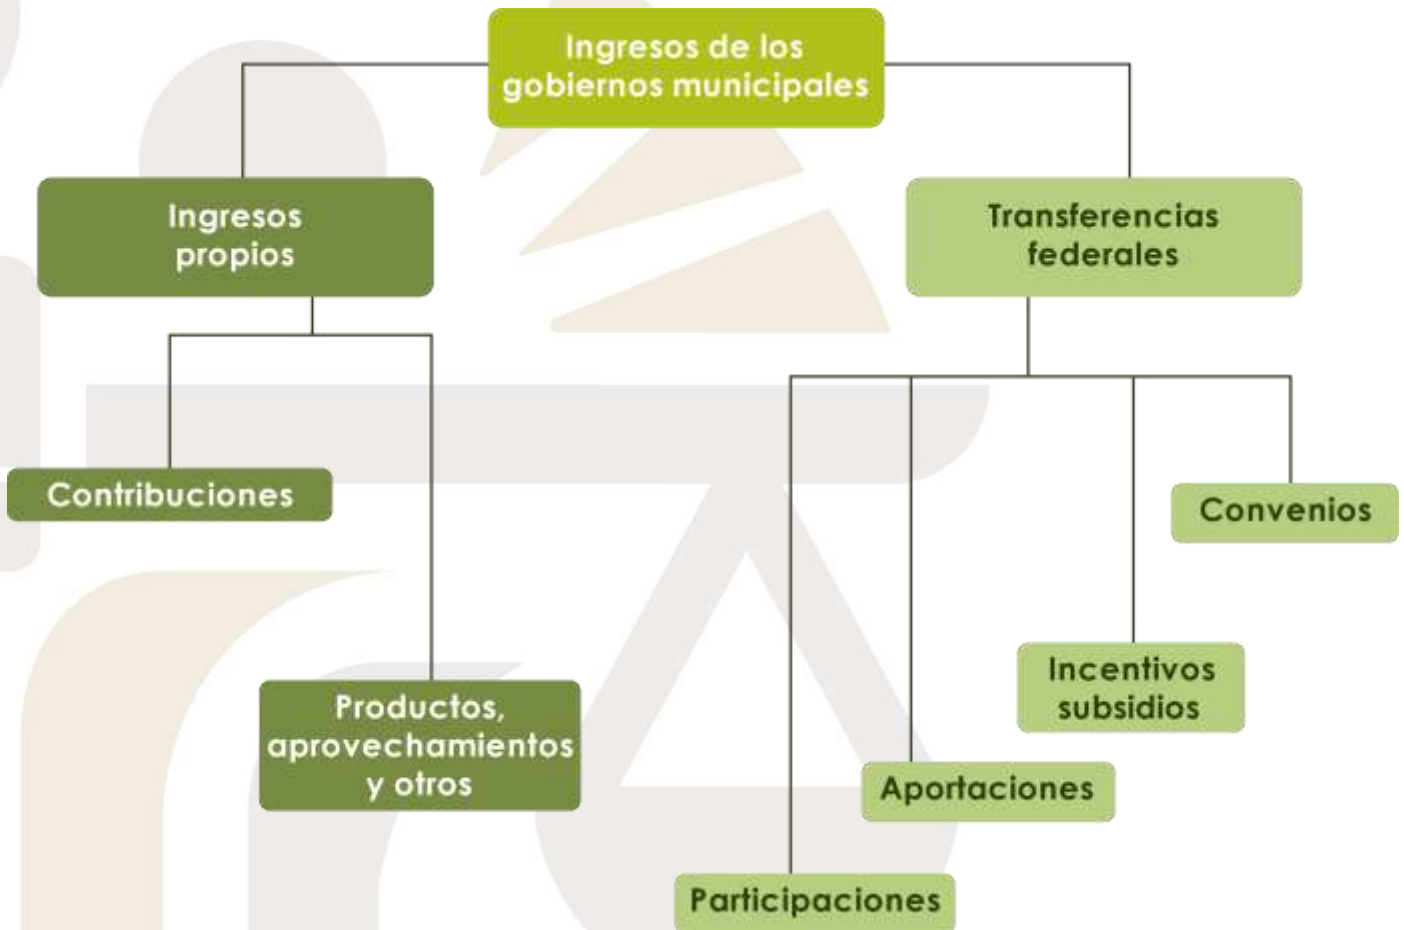 Ingresos de los
gobiernos municipales
Ingresos
propios
Transferencias
federales
Contribuciones
Convenios
Incentivos
subsidios
Productos,
aprovechamientos
y otros
Aportaciones
Participaciones